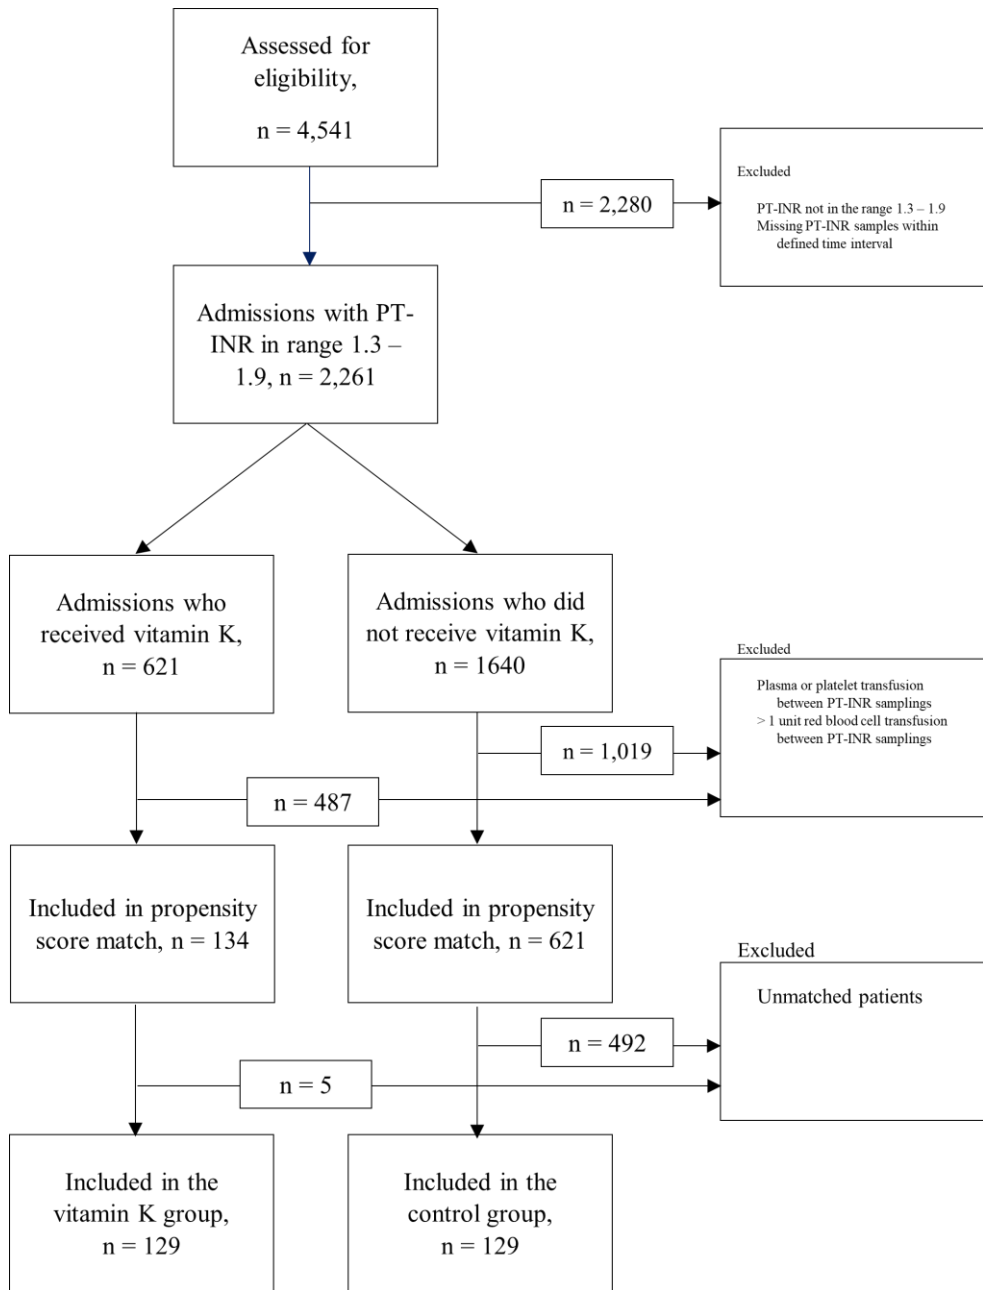 Assessed for
eligibility,
n = 4,541
n = 2,280
Excluded
PT-INR not in the range 1.3 – 1.9
Missing PT-INR samples within
defined time interval
Admissions with PT-
INR in range 1.3 –
1.9, n = 2,261
Admissions who
received vitamin K,
n = 621
Admissions who did
not receive vitamin K,
n = 1640
Excluded
Plasma or platelet transfusion
between PT-INR samplings
> 1 unit red blood cell transfusion
between PT-INR samplings
n = 1,019
n = 487
Included in propensity
score match, n = 134
Included in propensity
score match, n = 621
Excluded
Unmatched patients
n = 492
n = 5
Included in the
vitamin K group,
n = 129
Included in the
control group,
n = 129